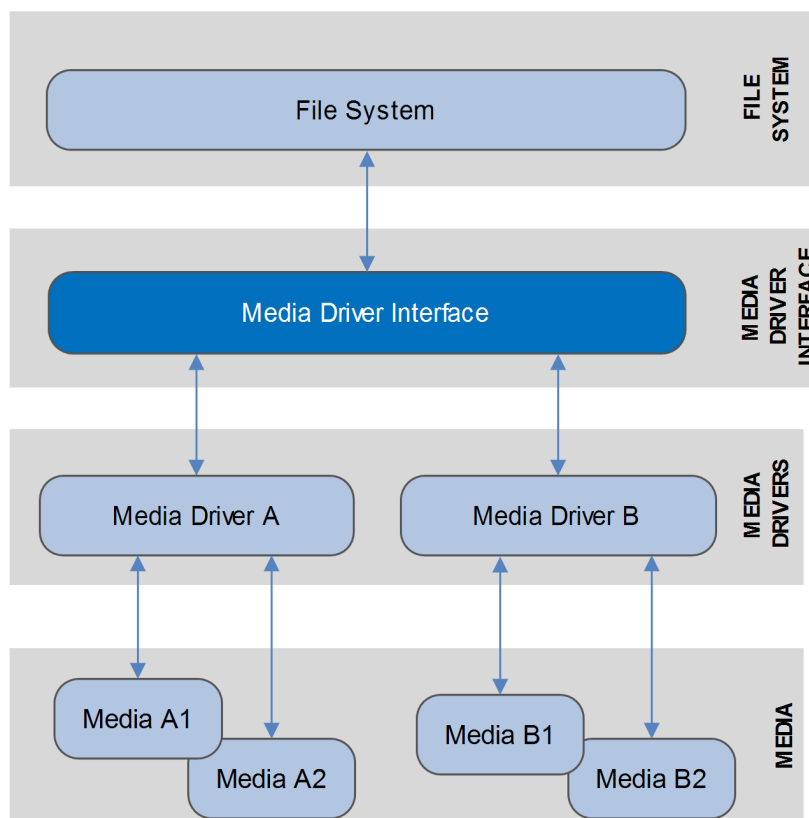 File System
FILE
SYSTEM
Media Driver Interface
MEDIA
DRIVER
INTERFACE
Media Driver A
Media Driver B
MEDIA
DRIVERS
Media A1
Media B1
Media A2
Media B2
MEDIA